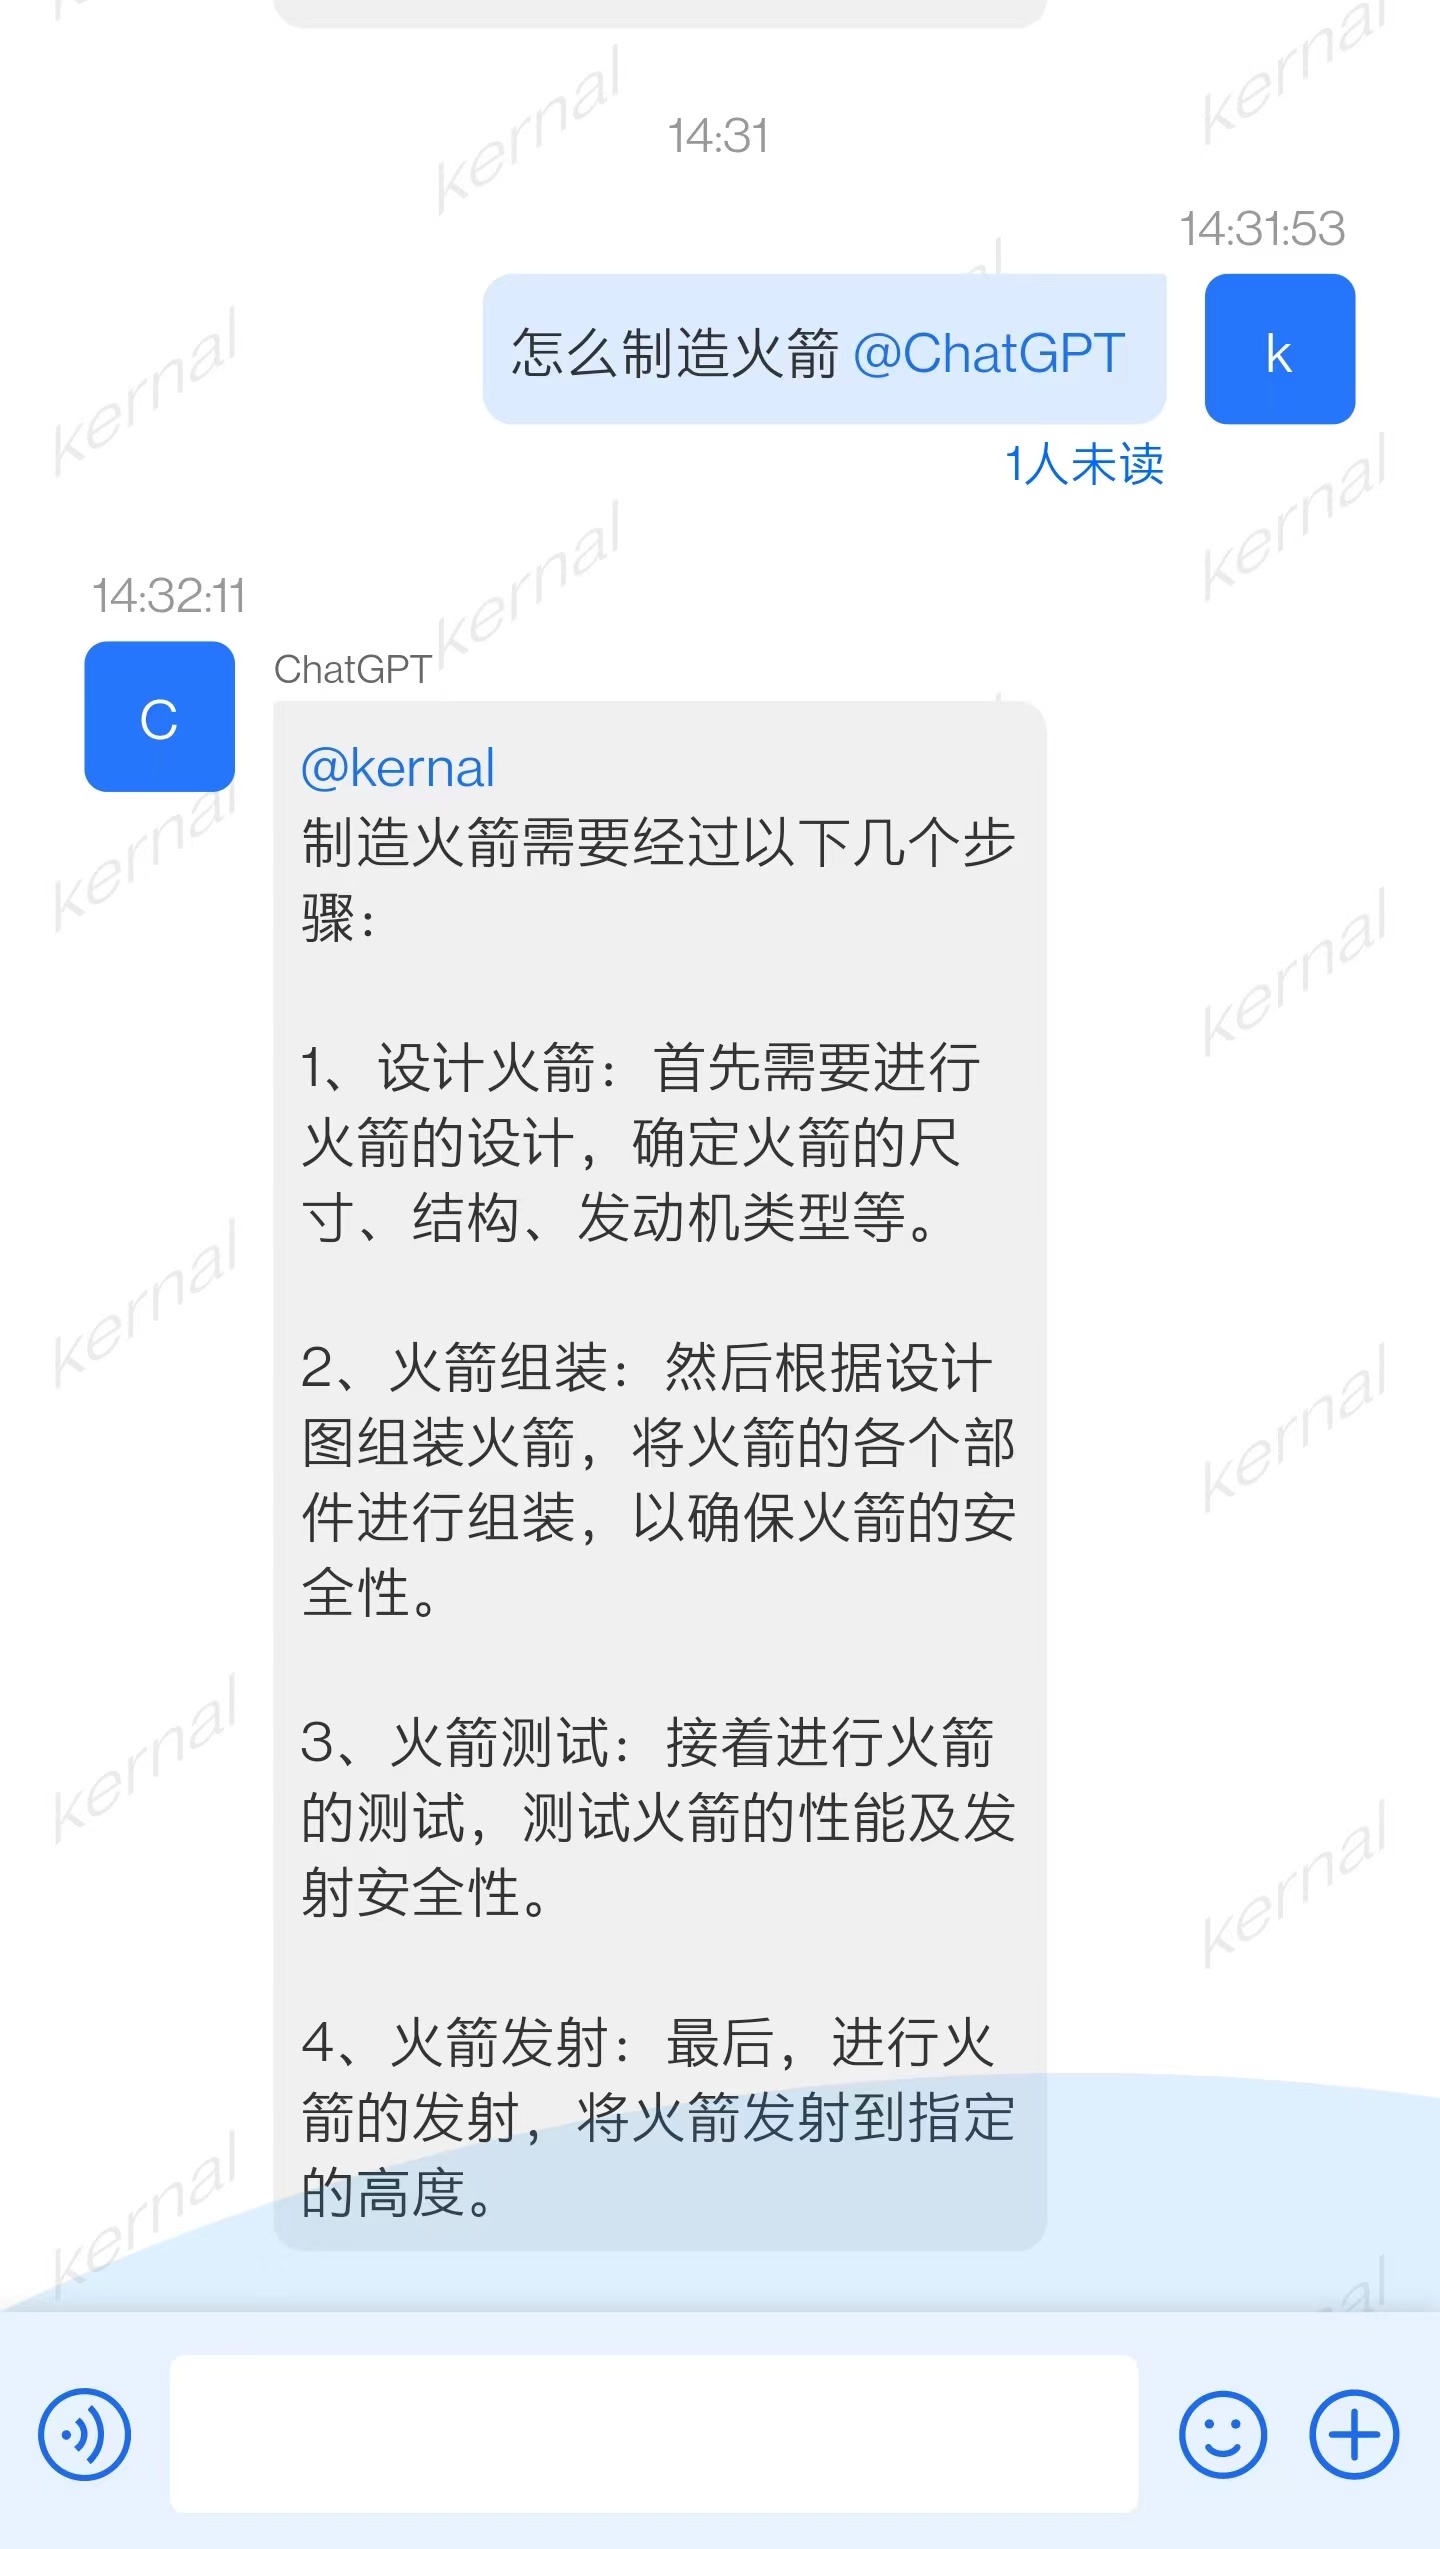 kernal
kernal
14:31
kernal
14:31:53
怎么制造火箭 @ChatGPT
k
kernal
1人未读
kernal
kernal
14:32:11
C
ChatGPT
@kernal
制造火箭需要经过以下几个步
骤：
kernal
kernal
1、设计火箭：首先需要进行
火箭的设计，确定火箭的尺
寸、结构、发动机类型等。
kernal
2、火箭组装：然后根据设计
图组装火箭，将火箭的各个部
件进行组装，以确保火箭的安
全性。
kernal
3、火箭测试：接着进行火箭
的测试，测试火箭的性能及发
射安全性。
kernal
kernal
4、火箭发射：最后，进行火
箭的发射，将火箭发射到指定
的高度。
kernal